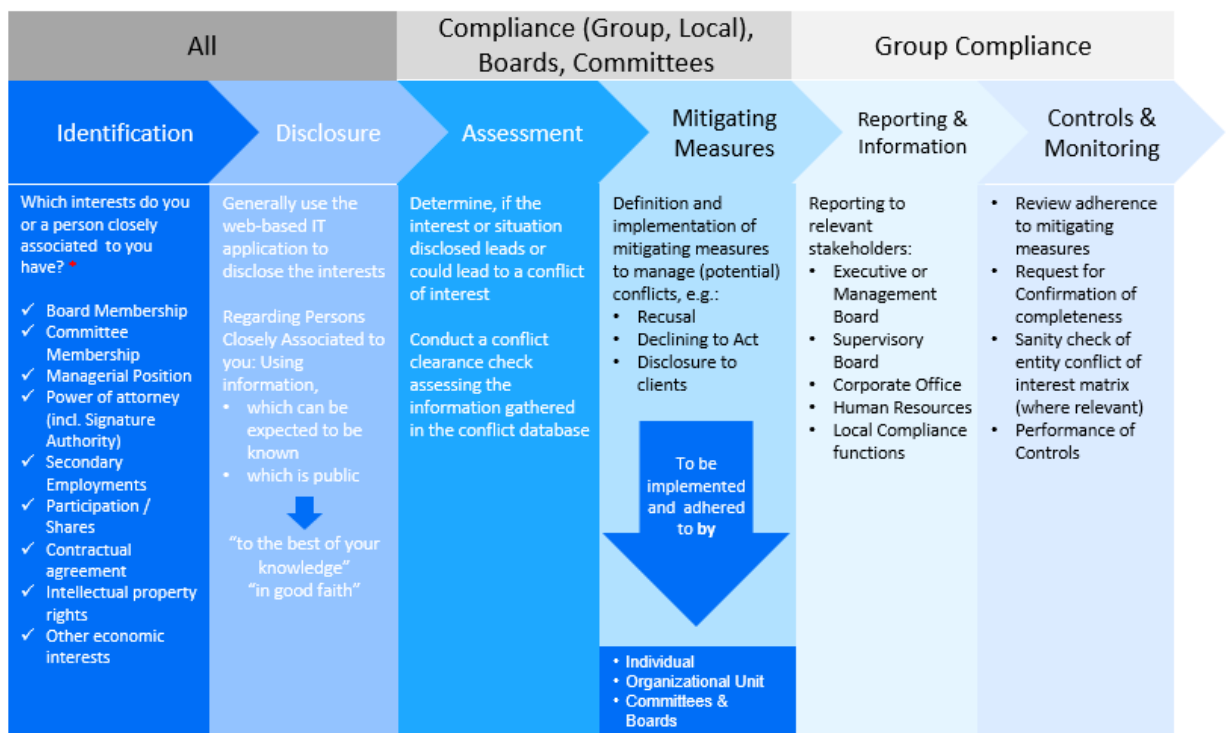 All
Compliance (Group, Local),
Boards, Committees
Group Compliance
Identification
Disclosure
Assessment
Mitigating
Measures
Reporting &
Information
Controls &
Monitoring
Which interests do you
or a person closely
associated to you
have? *
✓ Board Membership
✓ Committee
Membership
✓ Managerial Position
✓ Power of attorney
(incl. Signature
Authority)
✓ Secondary
Employments
✓ Participation /
Shares
✓ Contractual
agreement
✓ Intellectual property
rights
✓ Other economic
interests
Generally use the
web-based IT
application to
disclose the interests
Regarding Persons
Closely Associated to
you: Using
information,
• which can be
expected to be
known
• which is public
“to the best of your
knowledge”
“in good faith”
Determine, if the
interest or situation
disclosed leads or
could lead to a conflict
of interest
Conduct a conflict
clearance check
assessing the
information gathered
in the conflict database
Definition and
implementation of
mitigating measures
to manage (potential)
conflicts, e.g.:
• Recusal
• Declining to Act
• Disclosure to
clients
To be
implemented
and adhered
to by
• Individual
• Organizational Unit
• Committees &
Boards
Reporting to
relevant
stakeholders:
• Executive or
Management
Board
• Supervisory
Board
• Corporate Office
• Human Resources
• Local Compliance
functions
• Review adherence
to mitigating
measures
• Request for
Confirmation of
completeness
• Sanity check of
entity conflict of
interest matrix
(where relevant)
• Performance of
Controls